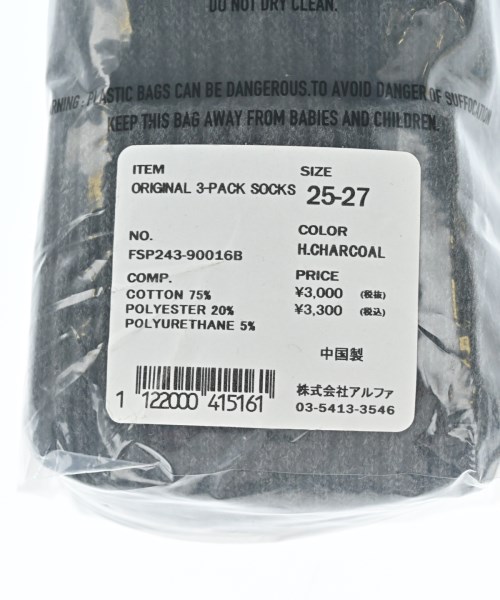 DO NOT DRY CLEAN.
WARNING : PLASTIC BAGS CAN BE DANGEROUS.TO AVOID DANGER OF SUFFOCATION
KEEP THIS BAG AWAY FROM BABIES AND CHILDREN.
ITEM
ORIGINAL 3-PACK SOCKS
SIZE
25-27
NO.
FSP243-90016B
COLOR
H.CHARCOAL
COMP.
COTTON 75%
POLYESTER 20%
POLYURETHANE 5%
PRICE
¥3,000 (税抜)
¥3,300 (税込)
中国製
1 122000 415161
株式会社アルファ
03-5413-3546